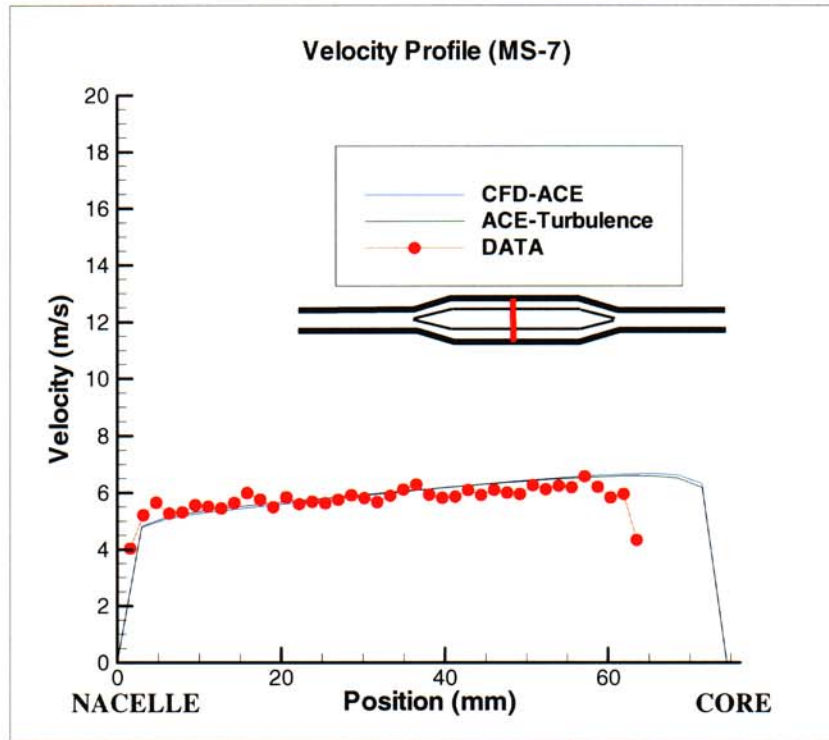 Velocity Profile (MS-7)
20
18
16
14
12
10
8
6
4
2
0
Velocity (m/s)
CFD-ACE
ACE-Turbulence
DATA
0
20
40
60
NACELLE
Position (mm)
CORE